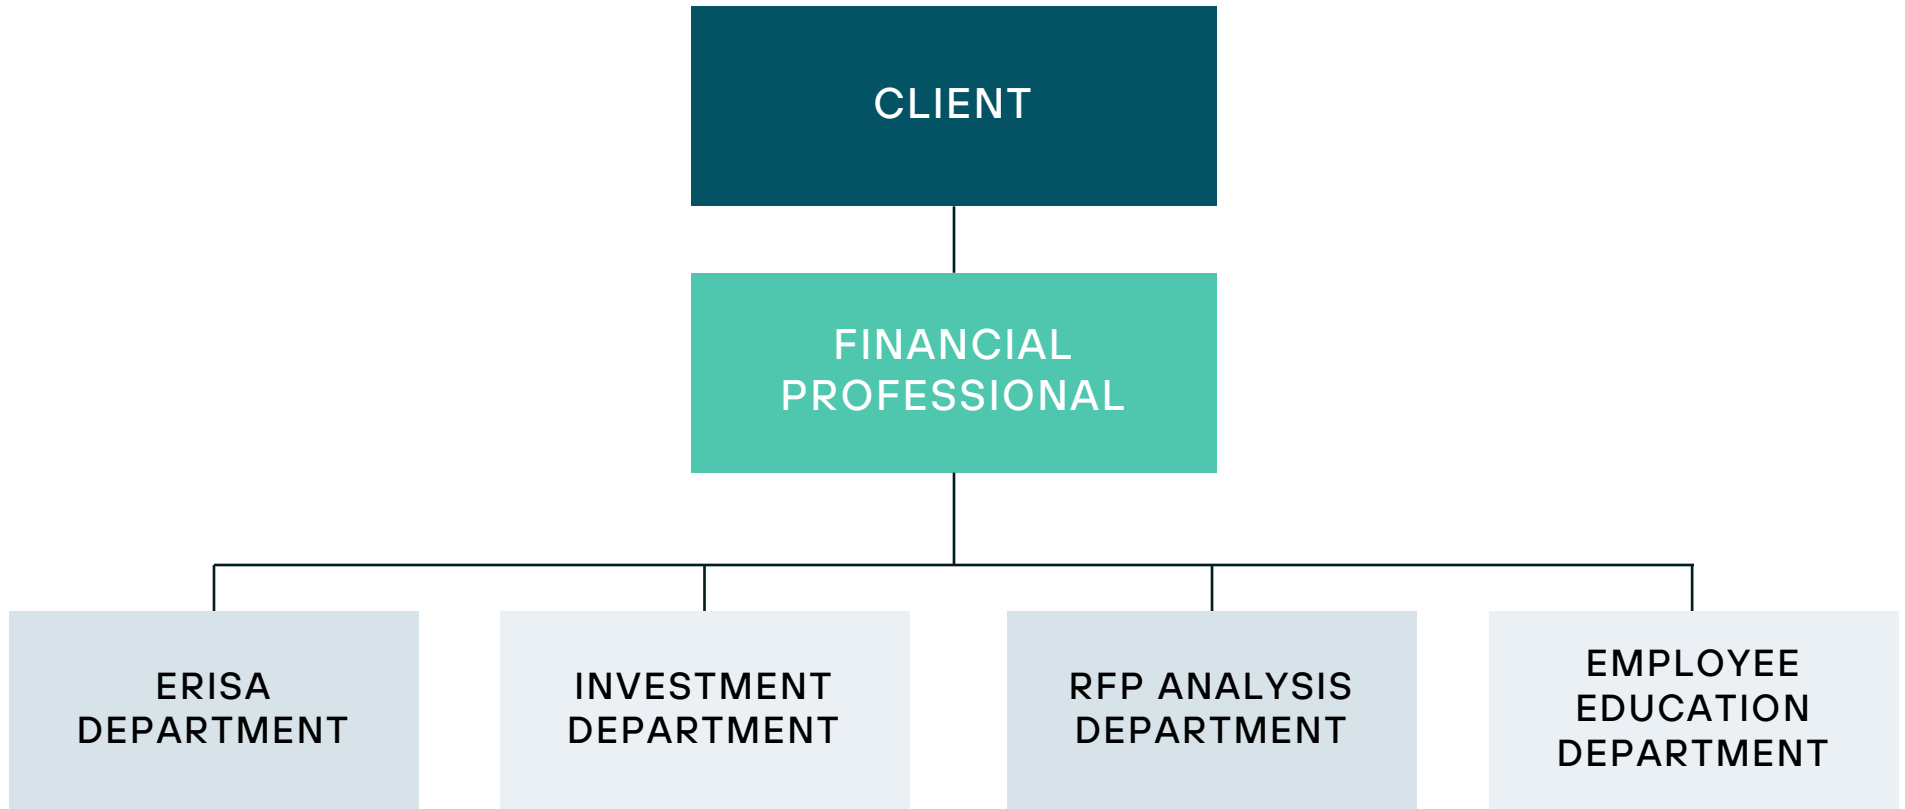 CLIENT
FINANCIAL
PROFESSIONAL
ERISA
DEPARTMENT
INVESTMENT
DEPARTMENT
RFP ANALYSIS
DEPARTMENT
EMPLOYEE
EDUCATION
DEPARTMENT